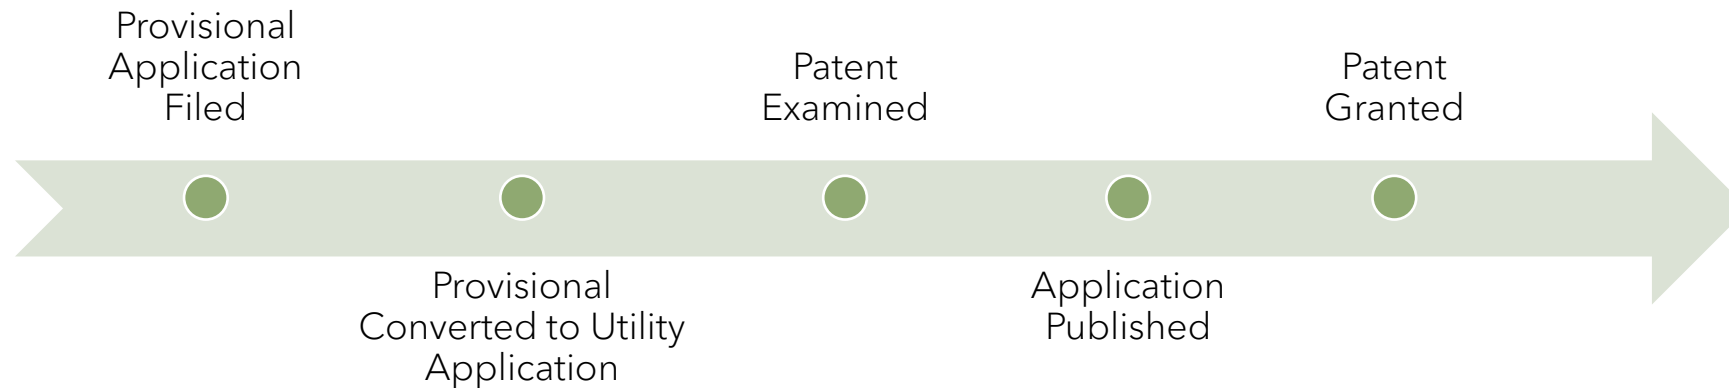 Provisional
Application
Filed
Provisional
Converted to Utility
Application
Patent
Examined
Application
Published
Patent
Granted